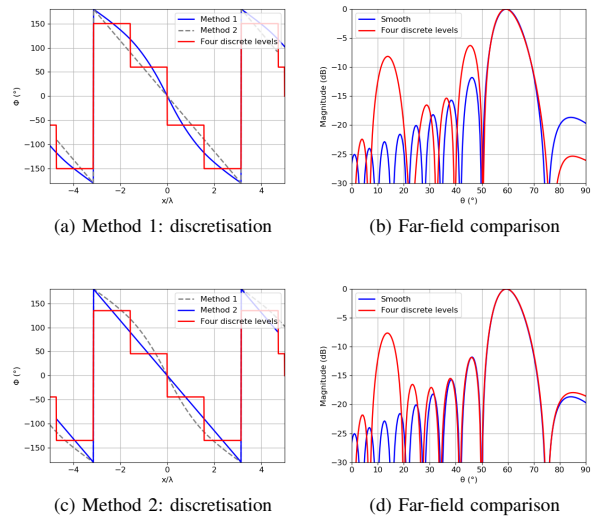 150
100
50
0
−50
−100
−150
Φ (°)
Method 1
Method 2
Four discrete levels
−4
−2
0
2
4
x/λ
(a) Method 1: discretisation
0
−5
−10
−15
−20
−25
−30
Magnitude (dB)
Smooth
Four discrete levels
0
10
20
30
40
50
60
70
80
90
θ (°)
(b) Far-field comparison
150
100
50
0
−50
−100
−150
Φ (°)
Method 1
Method 2
Four discrete levels
−4
−2
0
2
4
x/λ
(c) Method 2: discretisation
0
−5
−10
−15
−20
−25
−30
Magnitude (dB)
Smooth
Four discrete levels
0
10
20
30
40
50
60
70
80
90
θ (°)
(d) Far-field comparison